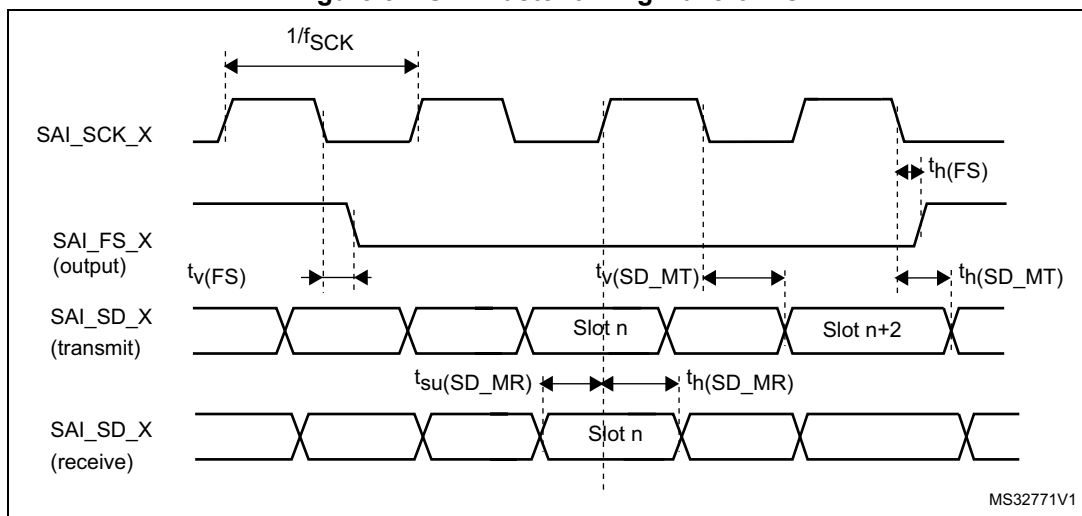 1/fSCK
SAI_SCK_X
th(FS)
SAI_FS_X
(output)
tv(FS)
tv(SD_MT)
th(SD_MT)
SAI_SD_X
(transmit)
Slot n
Slot n+2
tsu(SD_MR)
th(SD_MR)
SAI_SD_X
(receive)
Slot n
MS32771V1